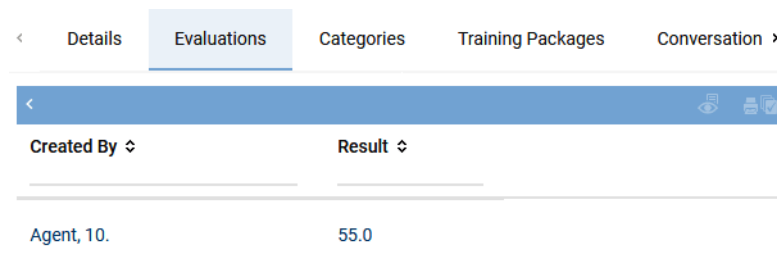 Details Evaluations Categories Training Packages Conversation
Created By Result
Agent, 10. 55.0